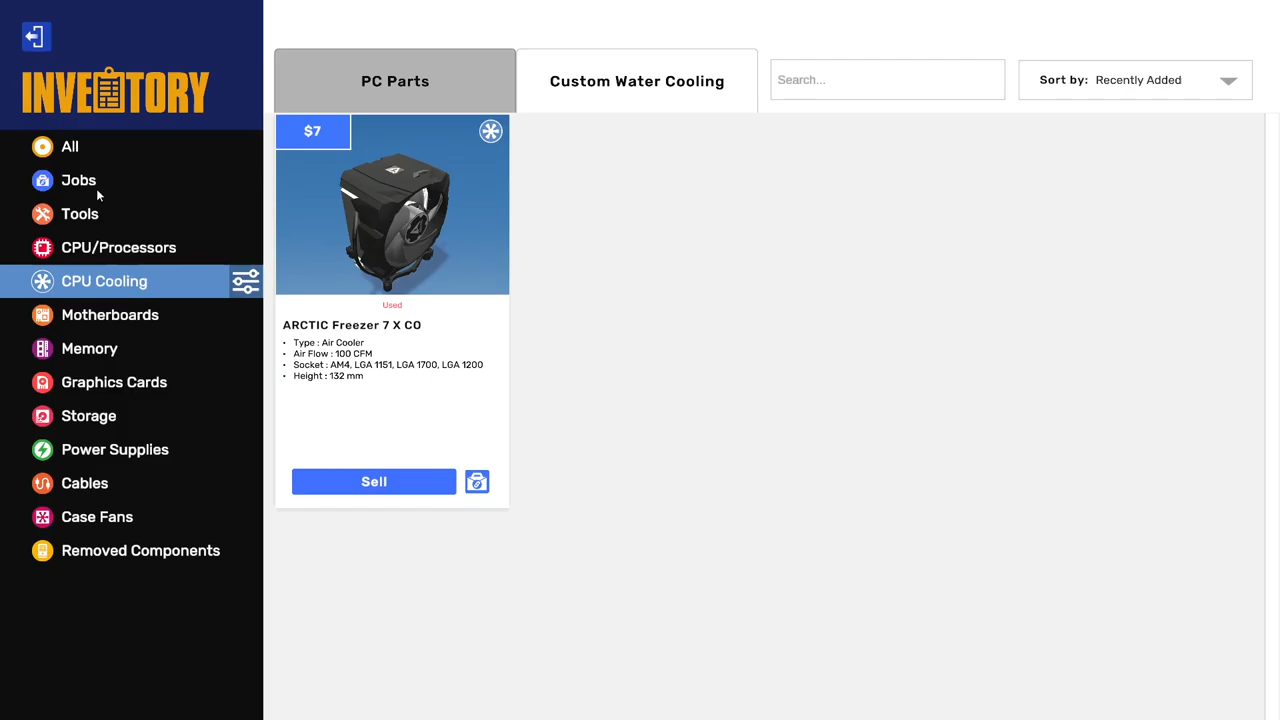 INVENTORY
All
Jobs
Tools
CPU/Processors
CPU Cooling
Motherboards
Memory
Graphics Cards
Storage
Power Supplies
Cables
Case Fans
Removed Components
PC Parts
Custom Water Cooling
Search...
Sort by: Recently Added
$7
Used
ARCTIC Freezer 7 X CO
• Type : Air Cooler
• Air Flow : 100 CFM
• Socket : AM4, LGA 1151, LGA 1700, LGA 1200
• Height : 132 mm
Sell